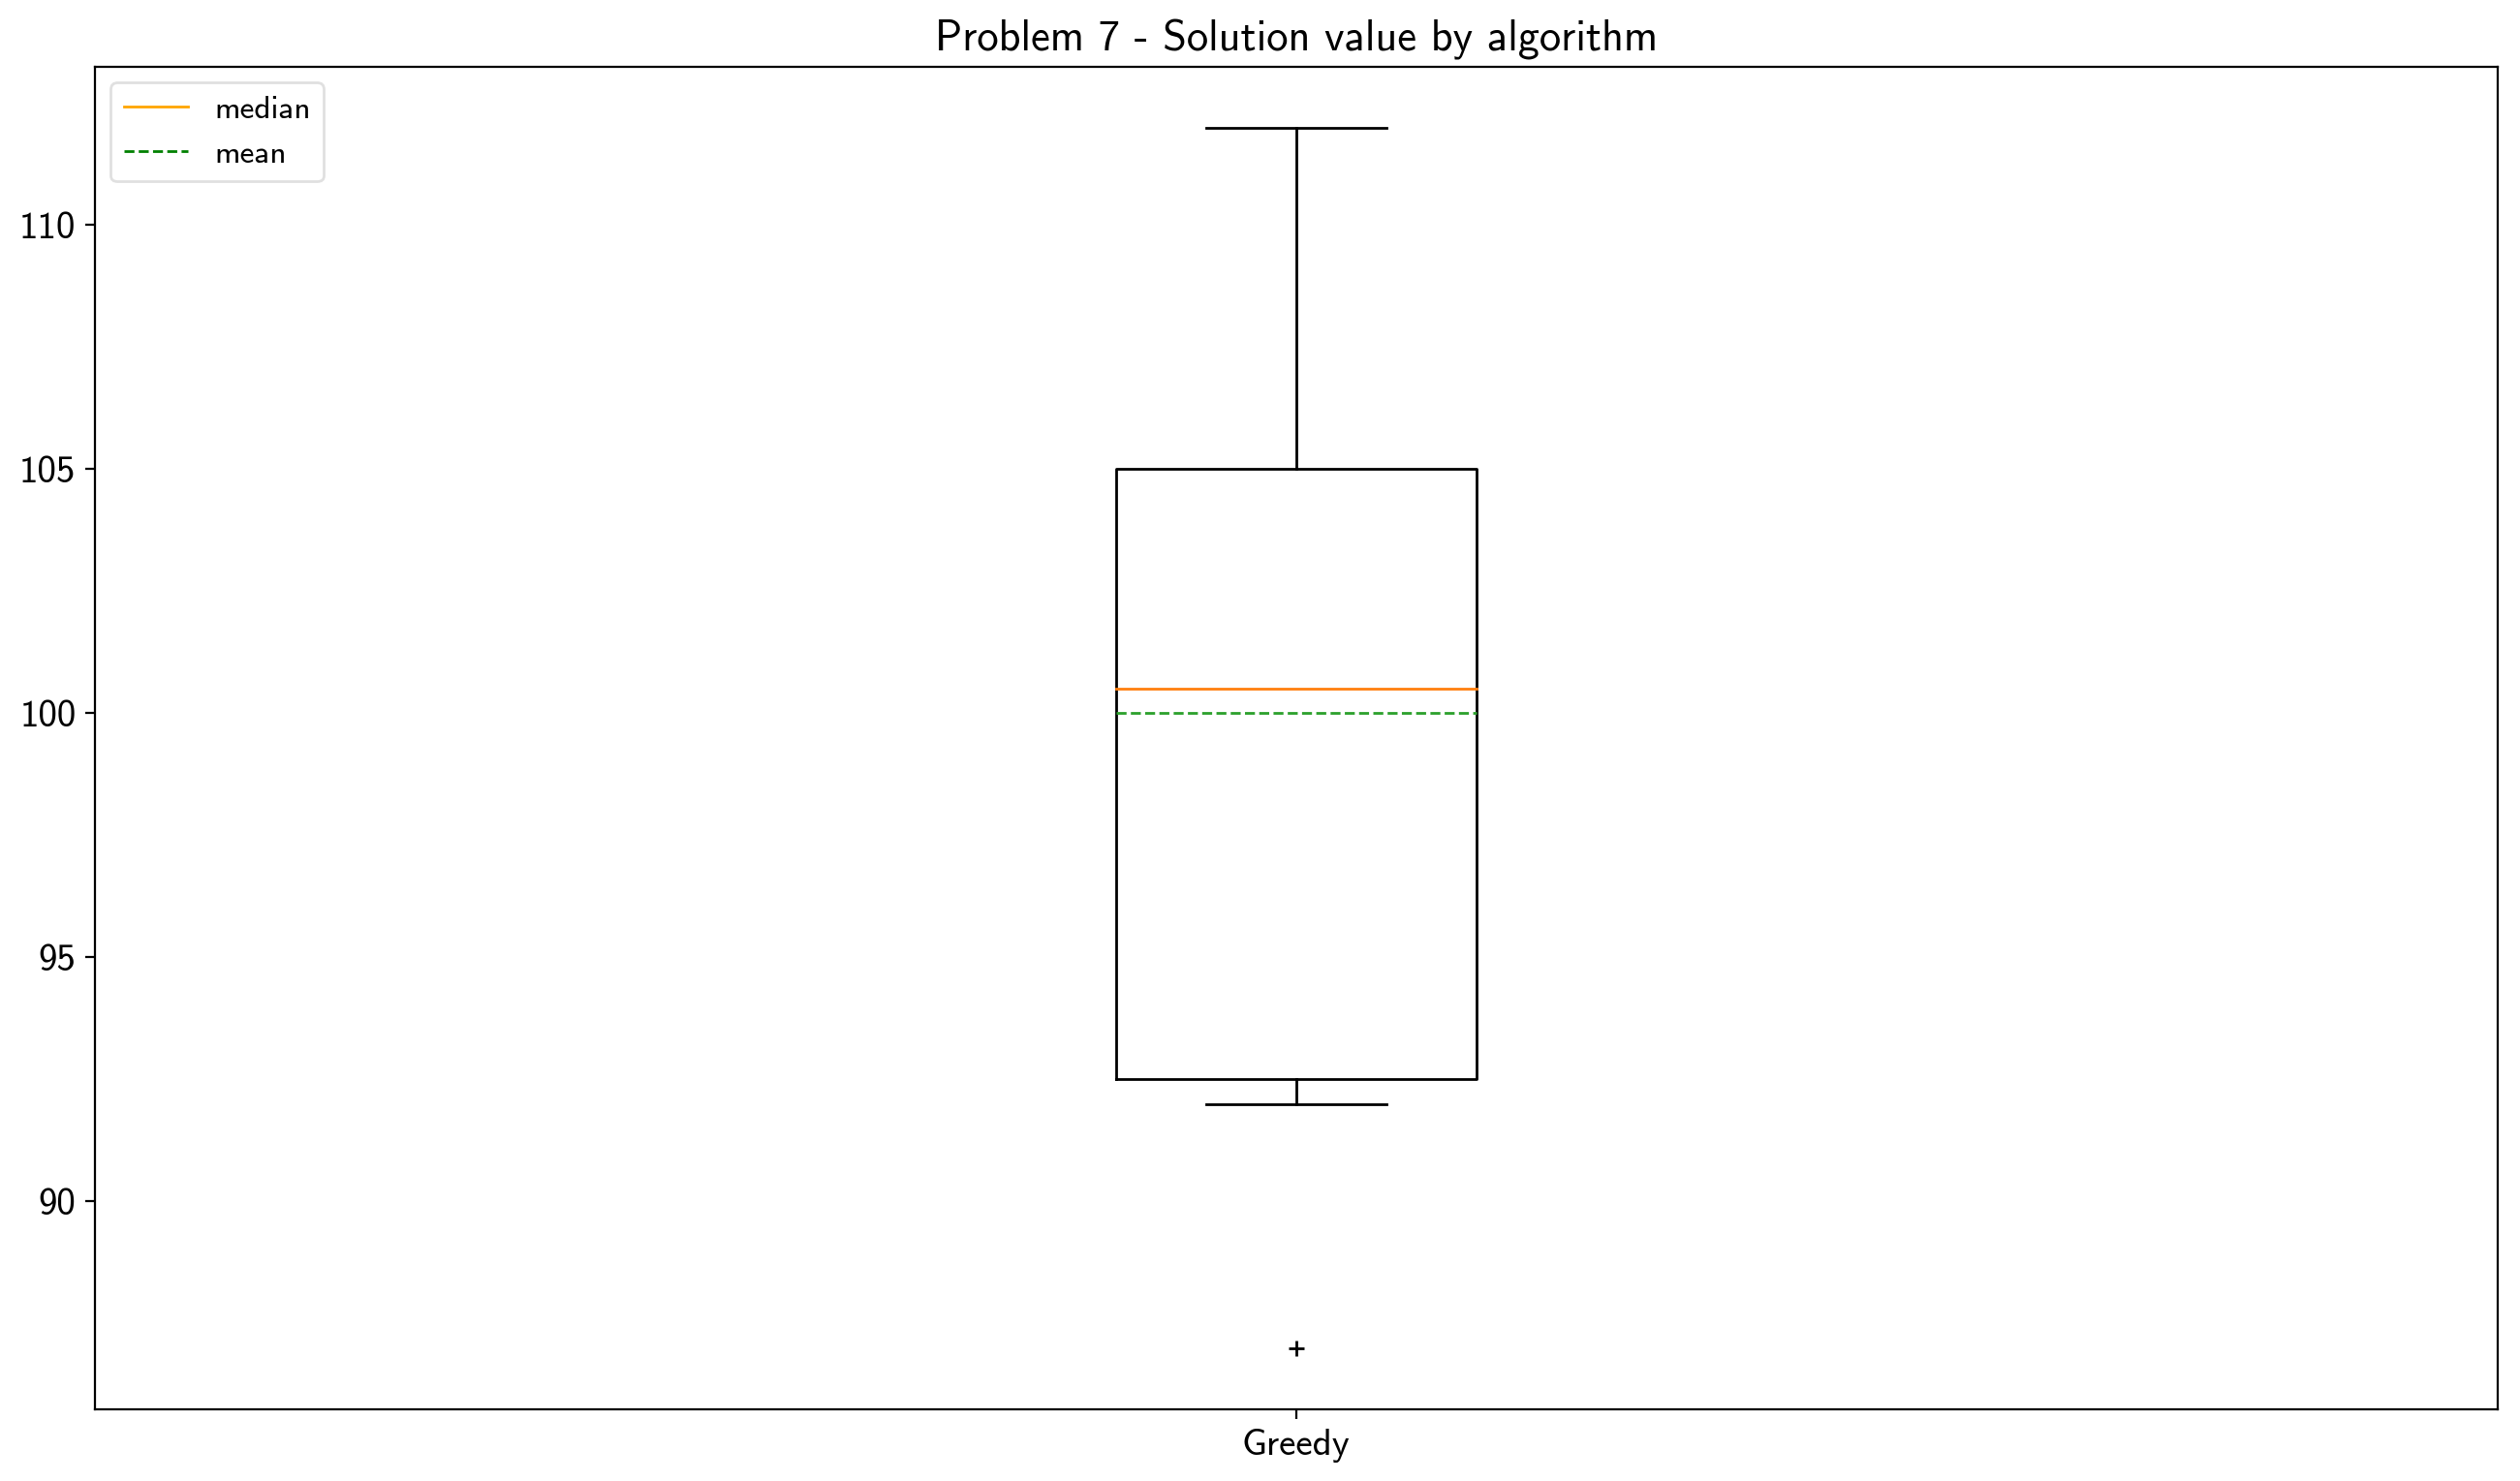 Problem 7 - Solution value by algorithm
median
mean
110
105
100
95
90
Greedy